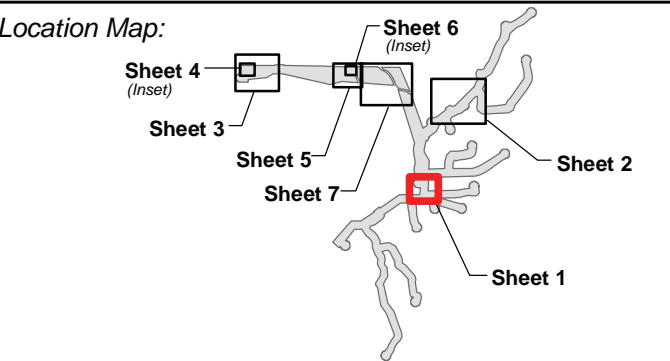 Location Map:
Sheet 6
(Inset)
Sheet 4
(Inset)
Sheet 3
Sheet 5
Sheet 2
Sheet 7
Sheet 1